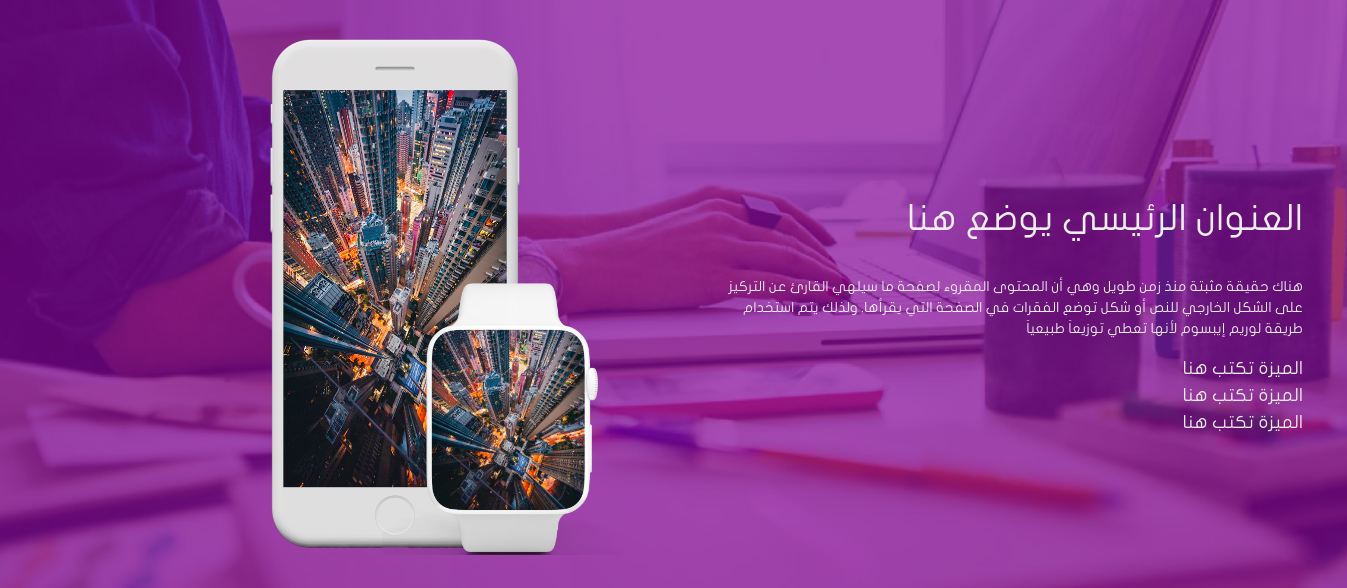 العنوان الرئيسي يوضع هنا
هناك حقيقة مثبتة منذ زمن طويل وهي أن المحتوى المقروء لصفحة ما سيلهي القارئ عن التركيز
على الشكل الخارجي للنص أو شكل توضع الفقرات في الصفحة التي يقرأها. ولذلك يتم استخدام
طريقة لوريم إيبسوم لأنها تعطي توزيعاَ طبيعياَ
الميزة تكتب هنا
الميزة تكتب هنا
الميزة تكتب هنا